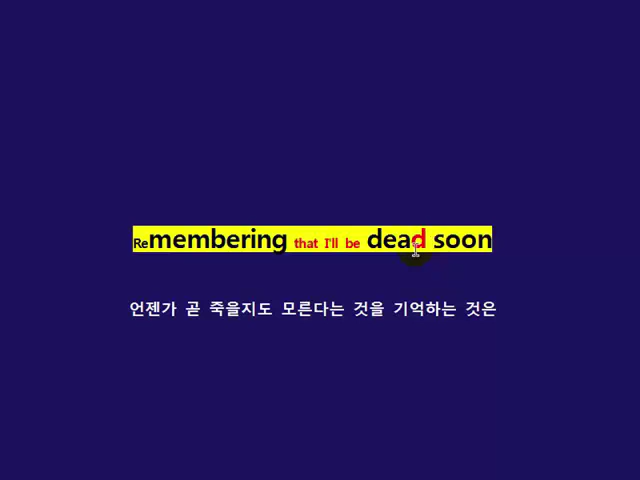 Remembering that I'll be dead soon
언젠가 곧 죽을지도 모른다는 것을 기억하는 것은